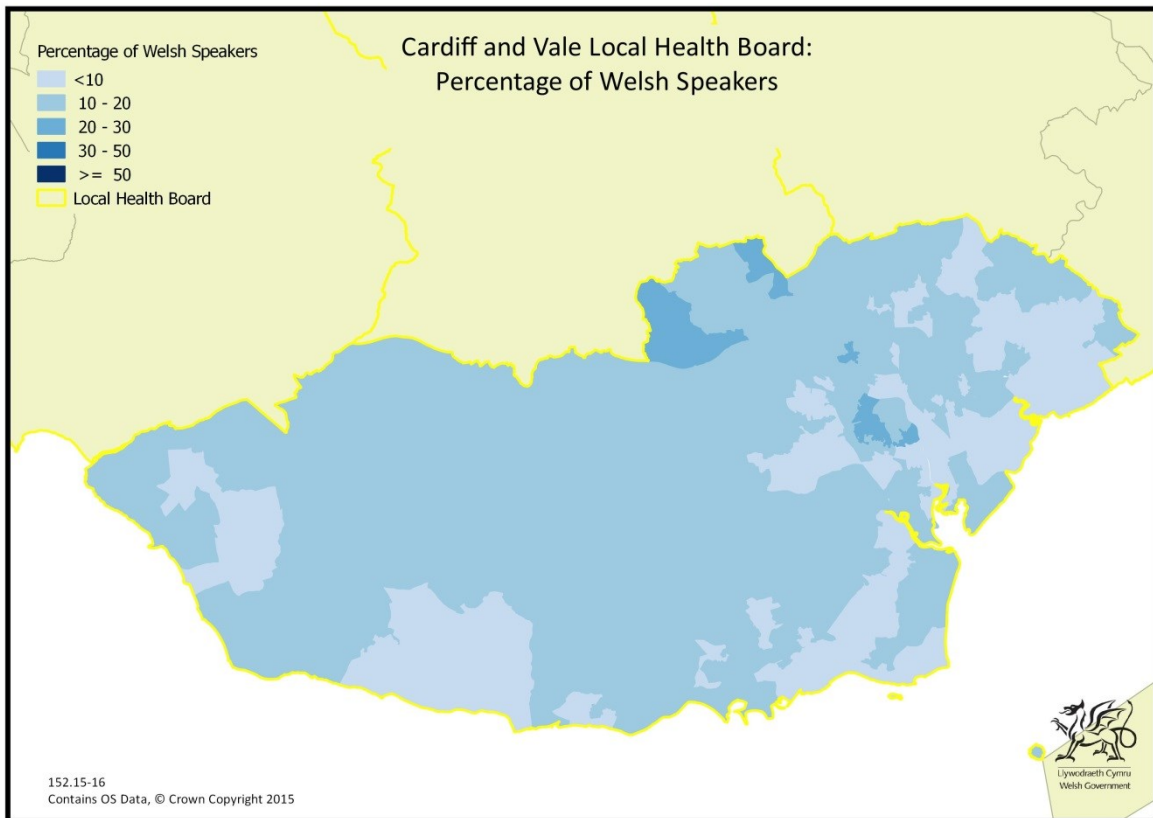 Cardiff and Vale Local Health Board:
Percentage of Welsh Speakers
Percentage of Welsh Speakers
<10
10 - 20
20 - 30
30 - 50
>= 50
Local Health Board
152.15-16
Contains OS Data, © Crown Copyright 2015
Llywodraeth Cymru
Welsh Government